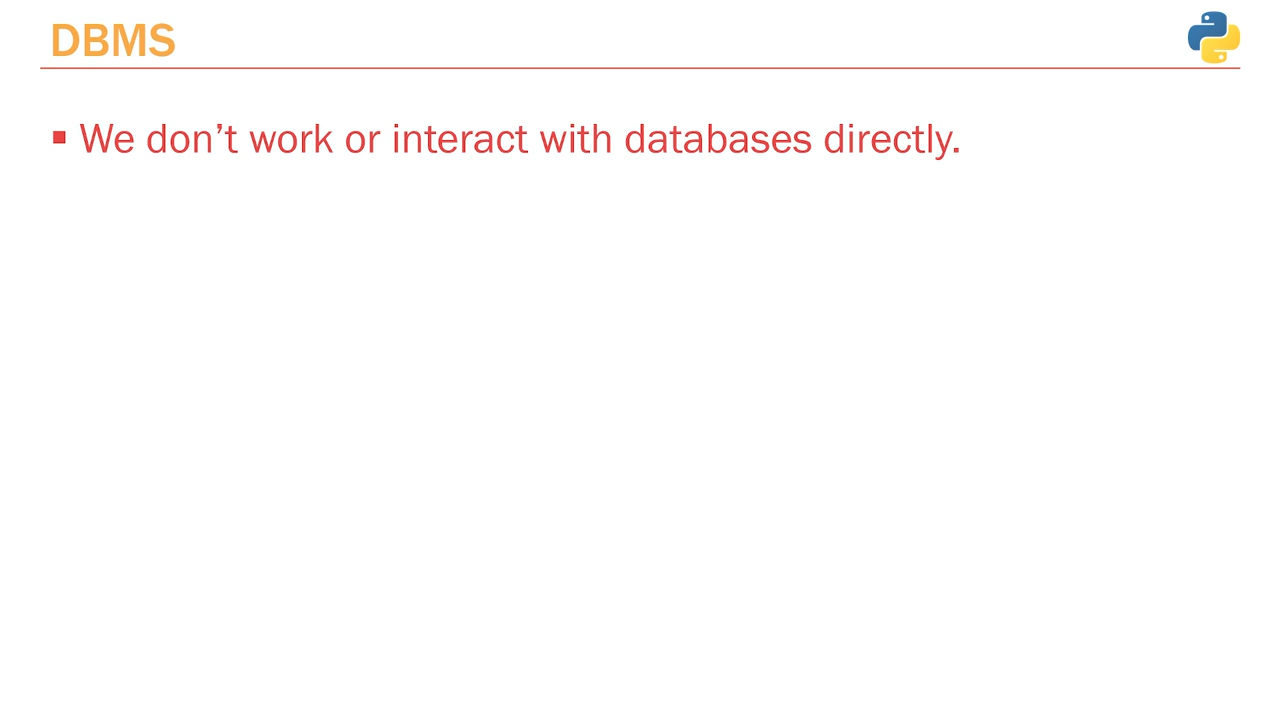 DBMS
▪ We don’t work or interact with databases directly.